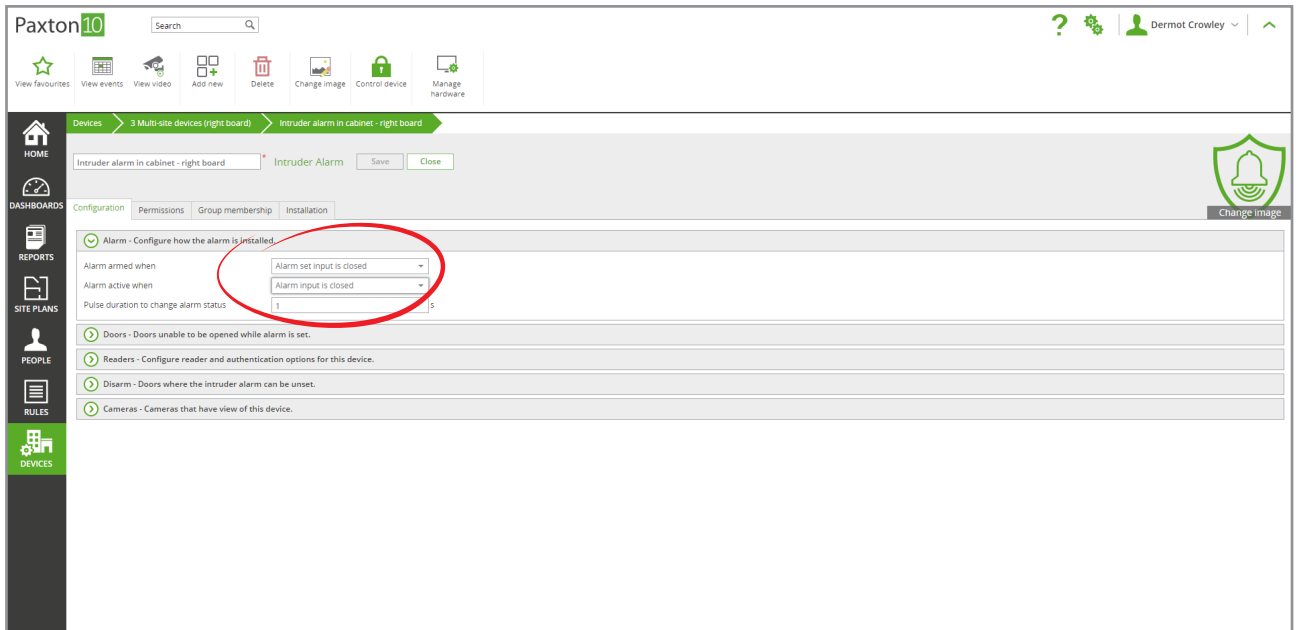 Paxton10
Search
Dermot Crowley
View favourites
View events
View video
Add new
Delete
Change image
Control device
Manage
hardware
HOME
DASHBOARDS
REPORTS
SITE PLANS
PEOPLE
RULES
DEVICES
Devices
3 Multi-site devices (right board)
Intruder alarm in cabinet - right board
Intruder alarm in cabinet - right board * Intruder Alarm Save Close
Change image
Configuration Permissions Group membership Installation
Alarm - Configure how the alarm is installed.
Alarm armed when Alarm set input is closed
Alarm active when Alarm input is closed
Pulse duration to change alarm status 1 s
Doors - Doors unable to be opened while alarm is set.
Readers - Configure reader and authentication options for this device.
Disarm - Doors where the intruder alarm can be unset.
Cameras - Cameras that have view of this device.